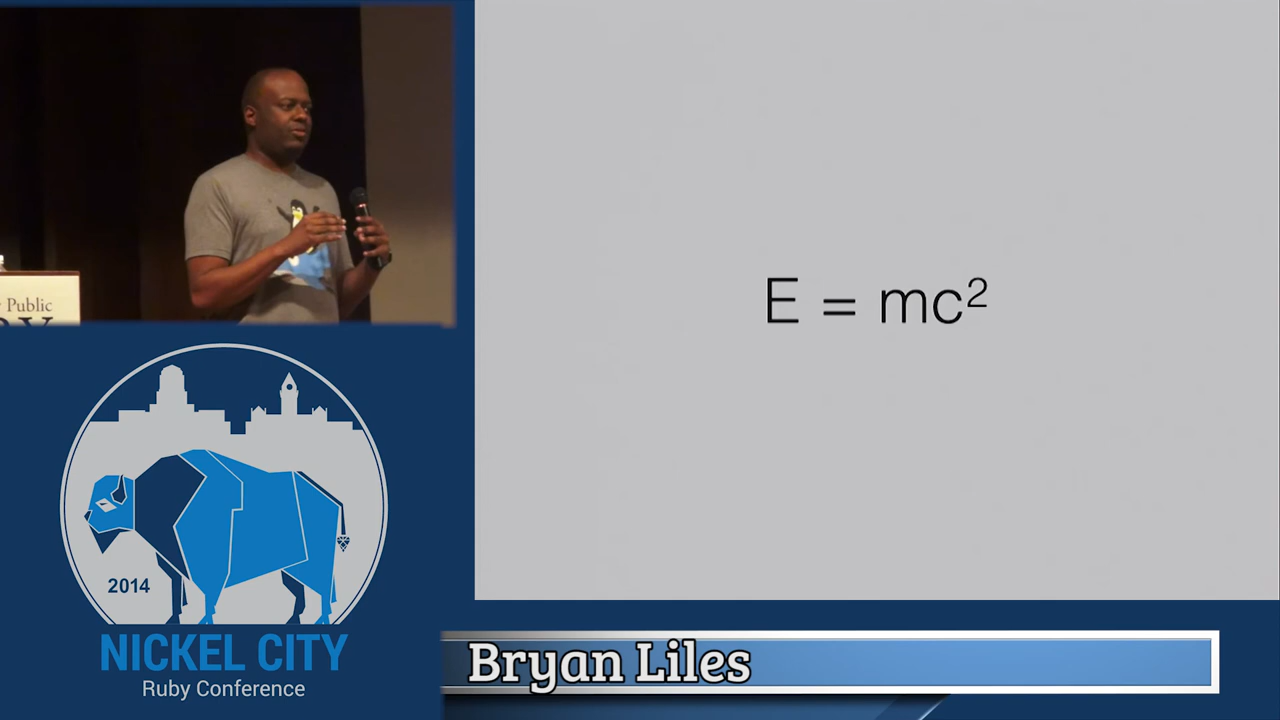 Public
E = mc²
2014
NICKEL CITY
Ruby Conference
Bryan Liles